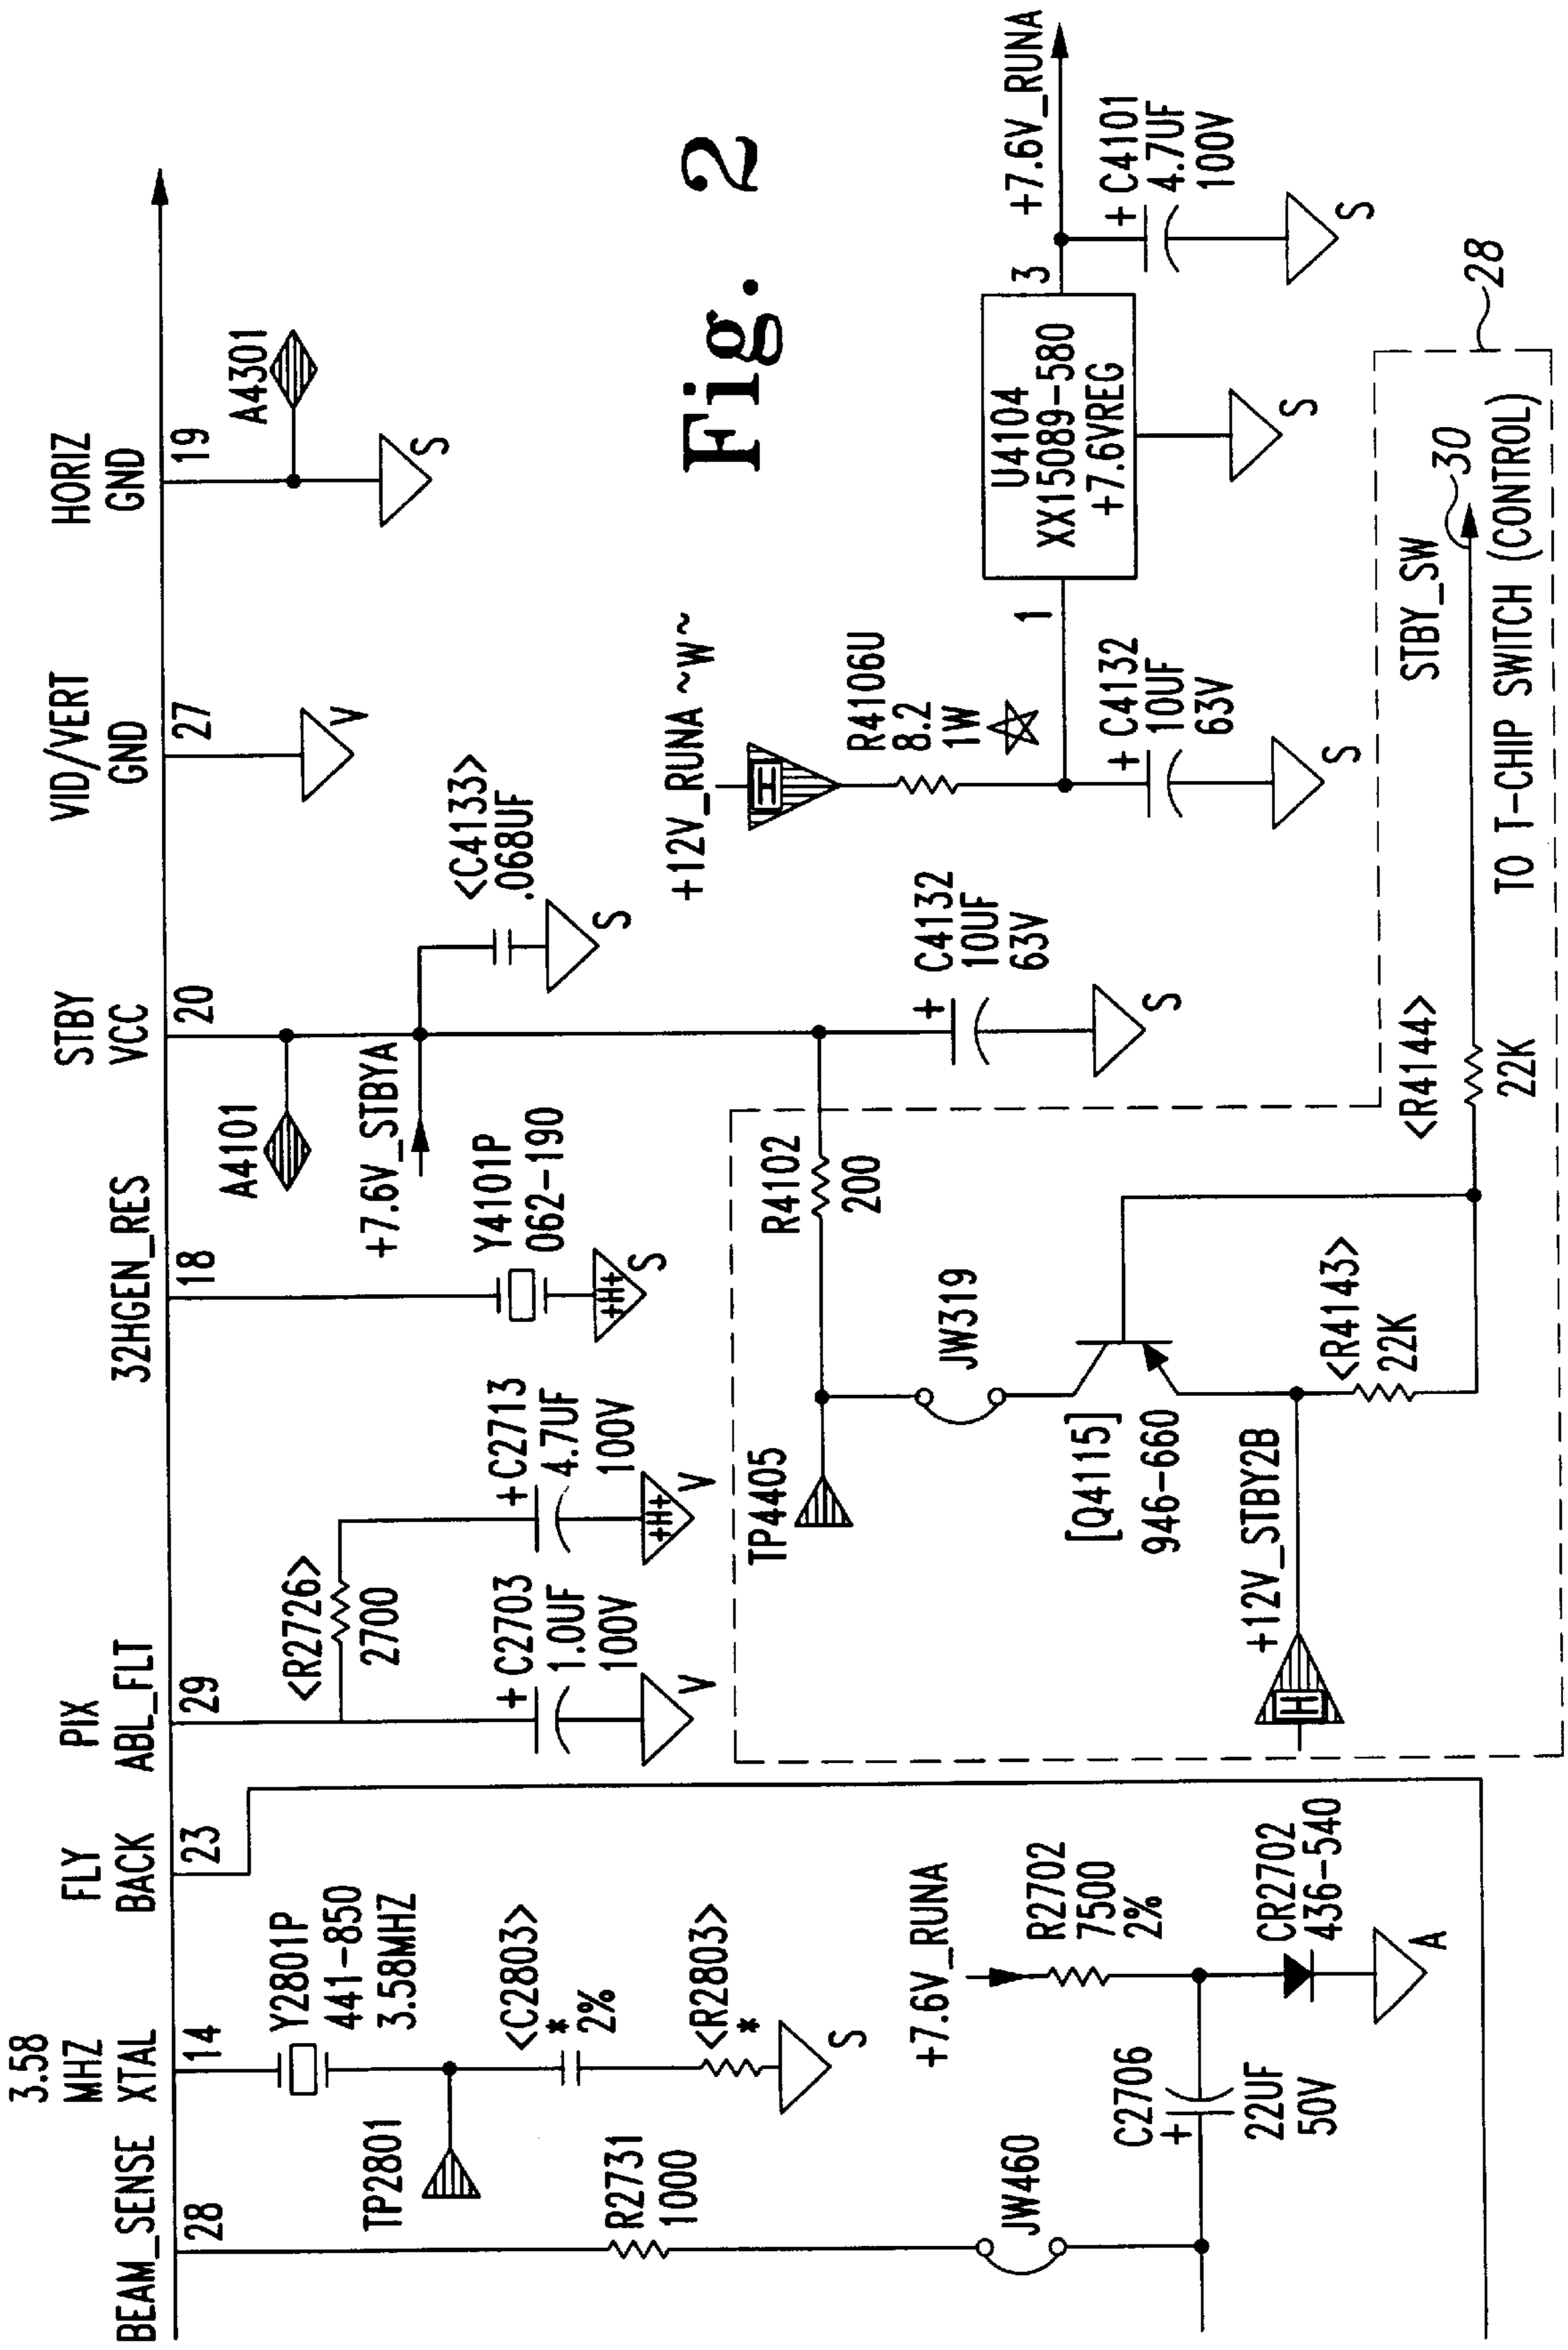 BEAM_SENSE
28
3.58
MHZ
XTAL
14
FLY
BACK
23
PIX
ABL_FLT
29
32HGEN_RES
18
STBY
VCC
20
VID/VERT
GND
27
HORIZ
GND
19
Y2801P
441-850
3.58MHZ
TP2801
<C2803>
*
2%
<R2803>
*
S
R2731
1000
JW460
+7.6V_RUNA
R2702
7500
2%
C2706
+
22UF
50V
CR2702
436-540
A
<R2726>
2700
+ C2703
1.0UF
100V
V
+ C2713
4.7UF
100V
+H+
V
Y4101P
062-190
+H+
S
A4101
+7.6V_STBYA
<C4133>
.068UF
S
V
A4301
S
Fig. 2
TP4405
R4102
200
+ C4132
10UF
63V
S
JW319
[Q4115]
946-660
+12V_STBY2B
H
<R4143>
22K
<R4144>
22K
STBY_SW
30
TO T-CHIP SWITCH (CONTROL)
28
+12V_RUNA ~W~
H
R4106U
8.2
1W
+ C4132
10UF
63V
S
1
U4104
XX15089-580
+7.6VREG
3
S
+7.6V_RUNA
+ C4101
4.7UF
100V
S